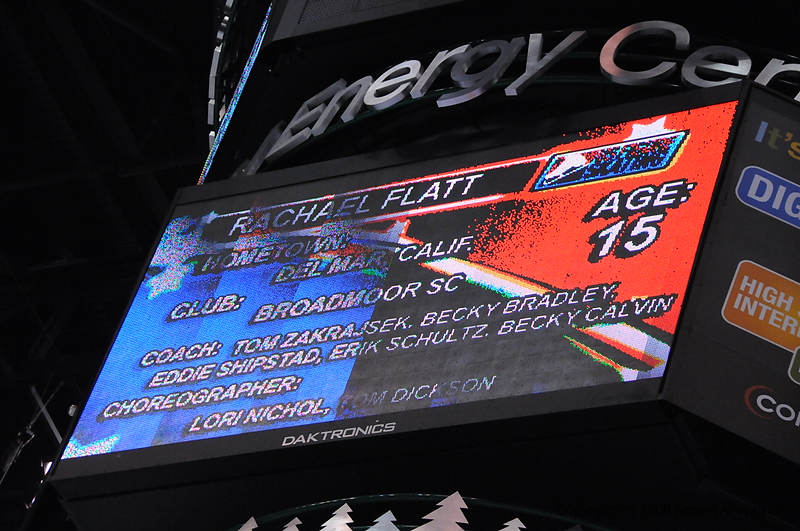 Energy Cen
It's
RACHAEL FLATT
AGE:
15
HOMETOWN:
DEL MAR, CALIF.
CLUB: BROADMOOR SC
COACH: TOM ZAKRAJSEK, BECKY BRADLEY,
EDDIE SHIPSTAD, ERIK SCHULTZ, BECKY CALVIN
CHOREOGRAPHER:
LORI NICHOL, TOM DICKSON
DAKTRONICS
DIG
HIGH
INTER
com